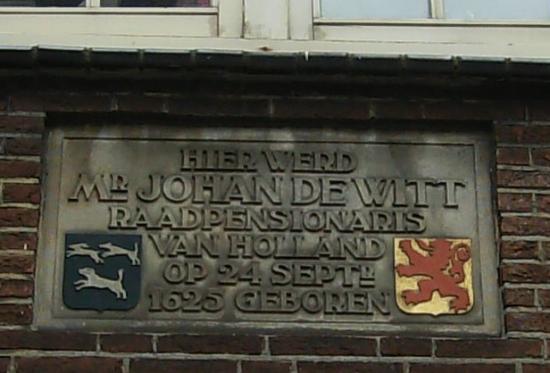 HIER WERD
MR JOHAN DE WITT
RAADPENSIONARIS
VAN HOLLAND
OP 24 SEPTR
1625 GEBOREN